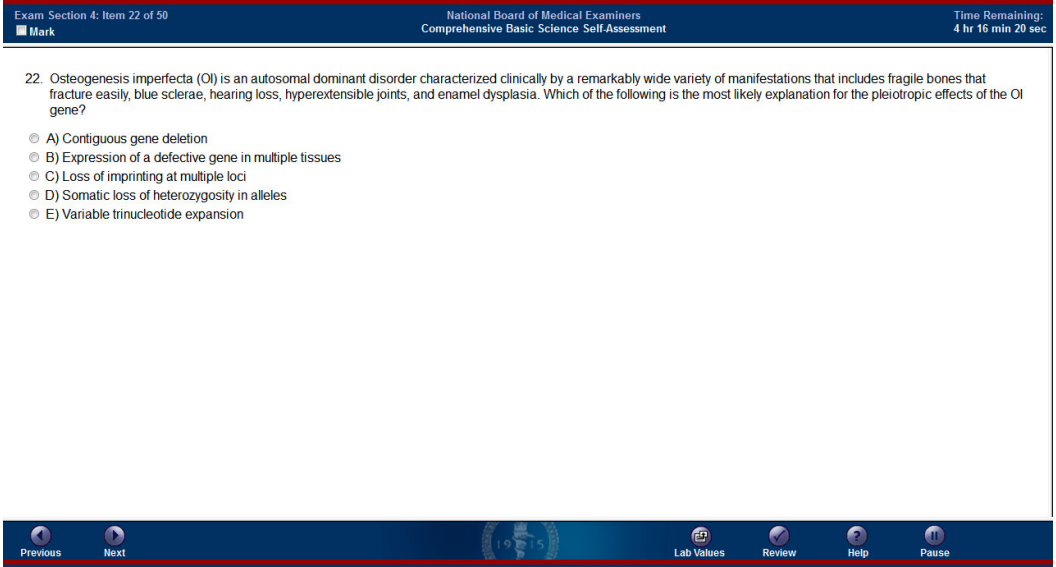 Exam Section 4: Item 22 of 50
National Board of Medical Examiners
Time Remaining:
Mark
Comprehensive Basic Science Self-Assessment
4 hr 16 min 20 sec
22. Osteogenesis imperfecta (OI) is an autosomal dominant disorder characterized clinically by a remarkably wide variety of manifestations that includes fragile bones that
fracture easily, blue sclerae, hearing loss, hyperextensible joints, and enamel dysplasia. Which of the following is the most likely explanation for the pleiotropic effects of the OI
gene?
A) Contiguous gene deletion
B) Expression of a defective gene in multiple tissues
C) Loss of imprinting at multiple loci
D) Somatic loss of heterozygosity in alleles
E) Variable trinucleotide expansion
1915
Previous
Next
Lab Values
Review
Help
Pause